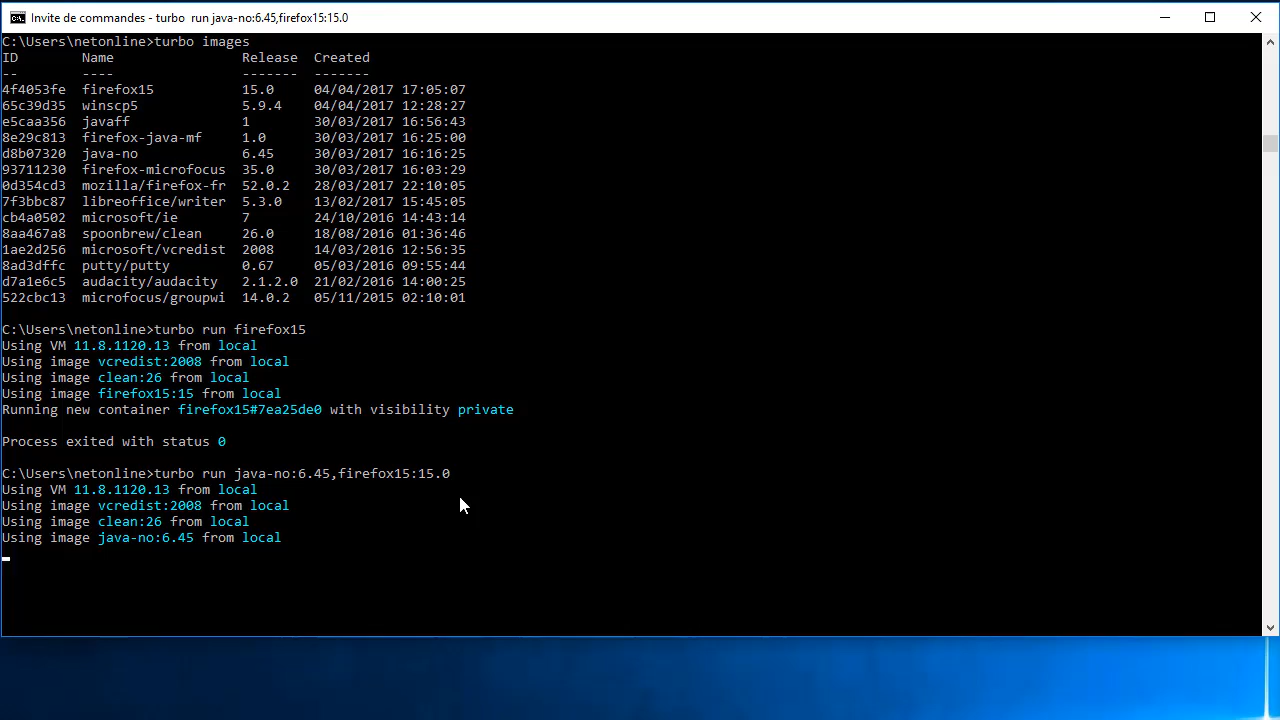 Invite de commandes - turbo  run java-no:6.45,firefox15:15.0
C:\Users\netonline>turbo images
ID         Name                Release   Created
--         ----                -------   -------
4f4053fe   firefox15           15.0      04/04/2017 17:05:07
65c39d35   winscp5             5.9.4     04/04/2017 12:28:27
e5caa356   javaff              1         30/03/2017 16:56:43
8e29c813   firefox-java-mf     1.0       30/03/2017 16:25:00
d8b07320   java-no             6.45      30/03/2017 16:16:25
93711230   firefox-microfocus  35.0      30/03/2017 16:03:29
0d354cd3   mozilla/firefox-fr  52.0.2    28/03/2017 22:10:05
7f3bbc87   libreoffice/writer  5.3.0     13/02/2017 15:45:05
cb4a0502   microsoft/ie        7         24/10/2016 14:43:14
8aa467a8   spoonbrew/clean     26.0      18/08/2016 01:36:46
1ae2d256   microsoft/vcredist  2008      14/03/2016 12:56:35
8ad3dffc   putty/putty         0.67      05/03/2016 09:55:44
d7a1e6c5   audacity/audacity   2.1.2.0   21/02/2016 14:00:25
522cbc13   microfocus/groupwi  14.0.2    05/11/2015 02:10:01
C:\Users\netonline>turbo run firefox15
Using VM 11.8.1120.13 from local
Using image vcredist:2008 from local
Using image clean:26 from local
Using image firefox15:15 from local
Running new container firefox15#7ea25de0 with visibility private
Process exited with status 0
C:\Users\netonline>turbo run java-no:6.45,firefox15:15.0
Using VM 11.8.1120.13 from local
Using image vcredist:2008 from local
Using image clean:26 from local
Using image java-no:6.45 from local